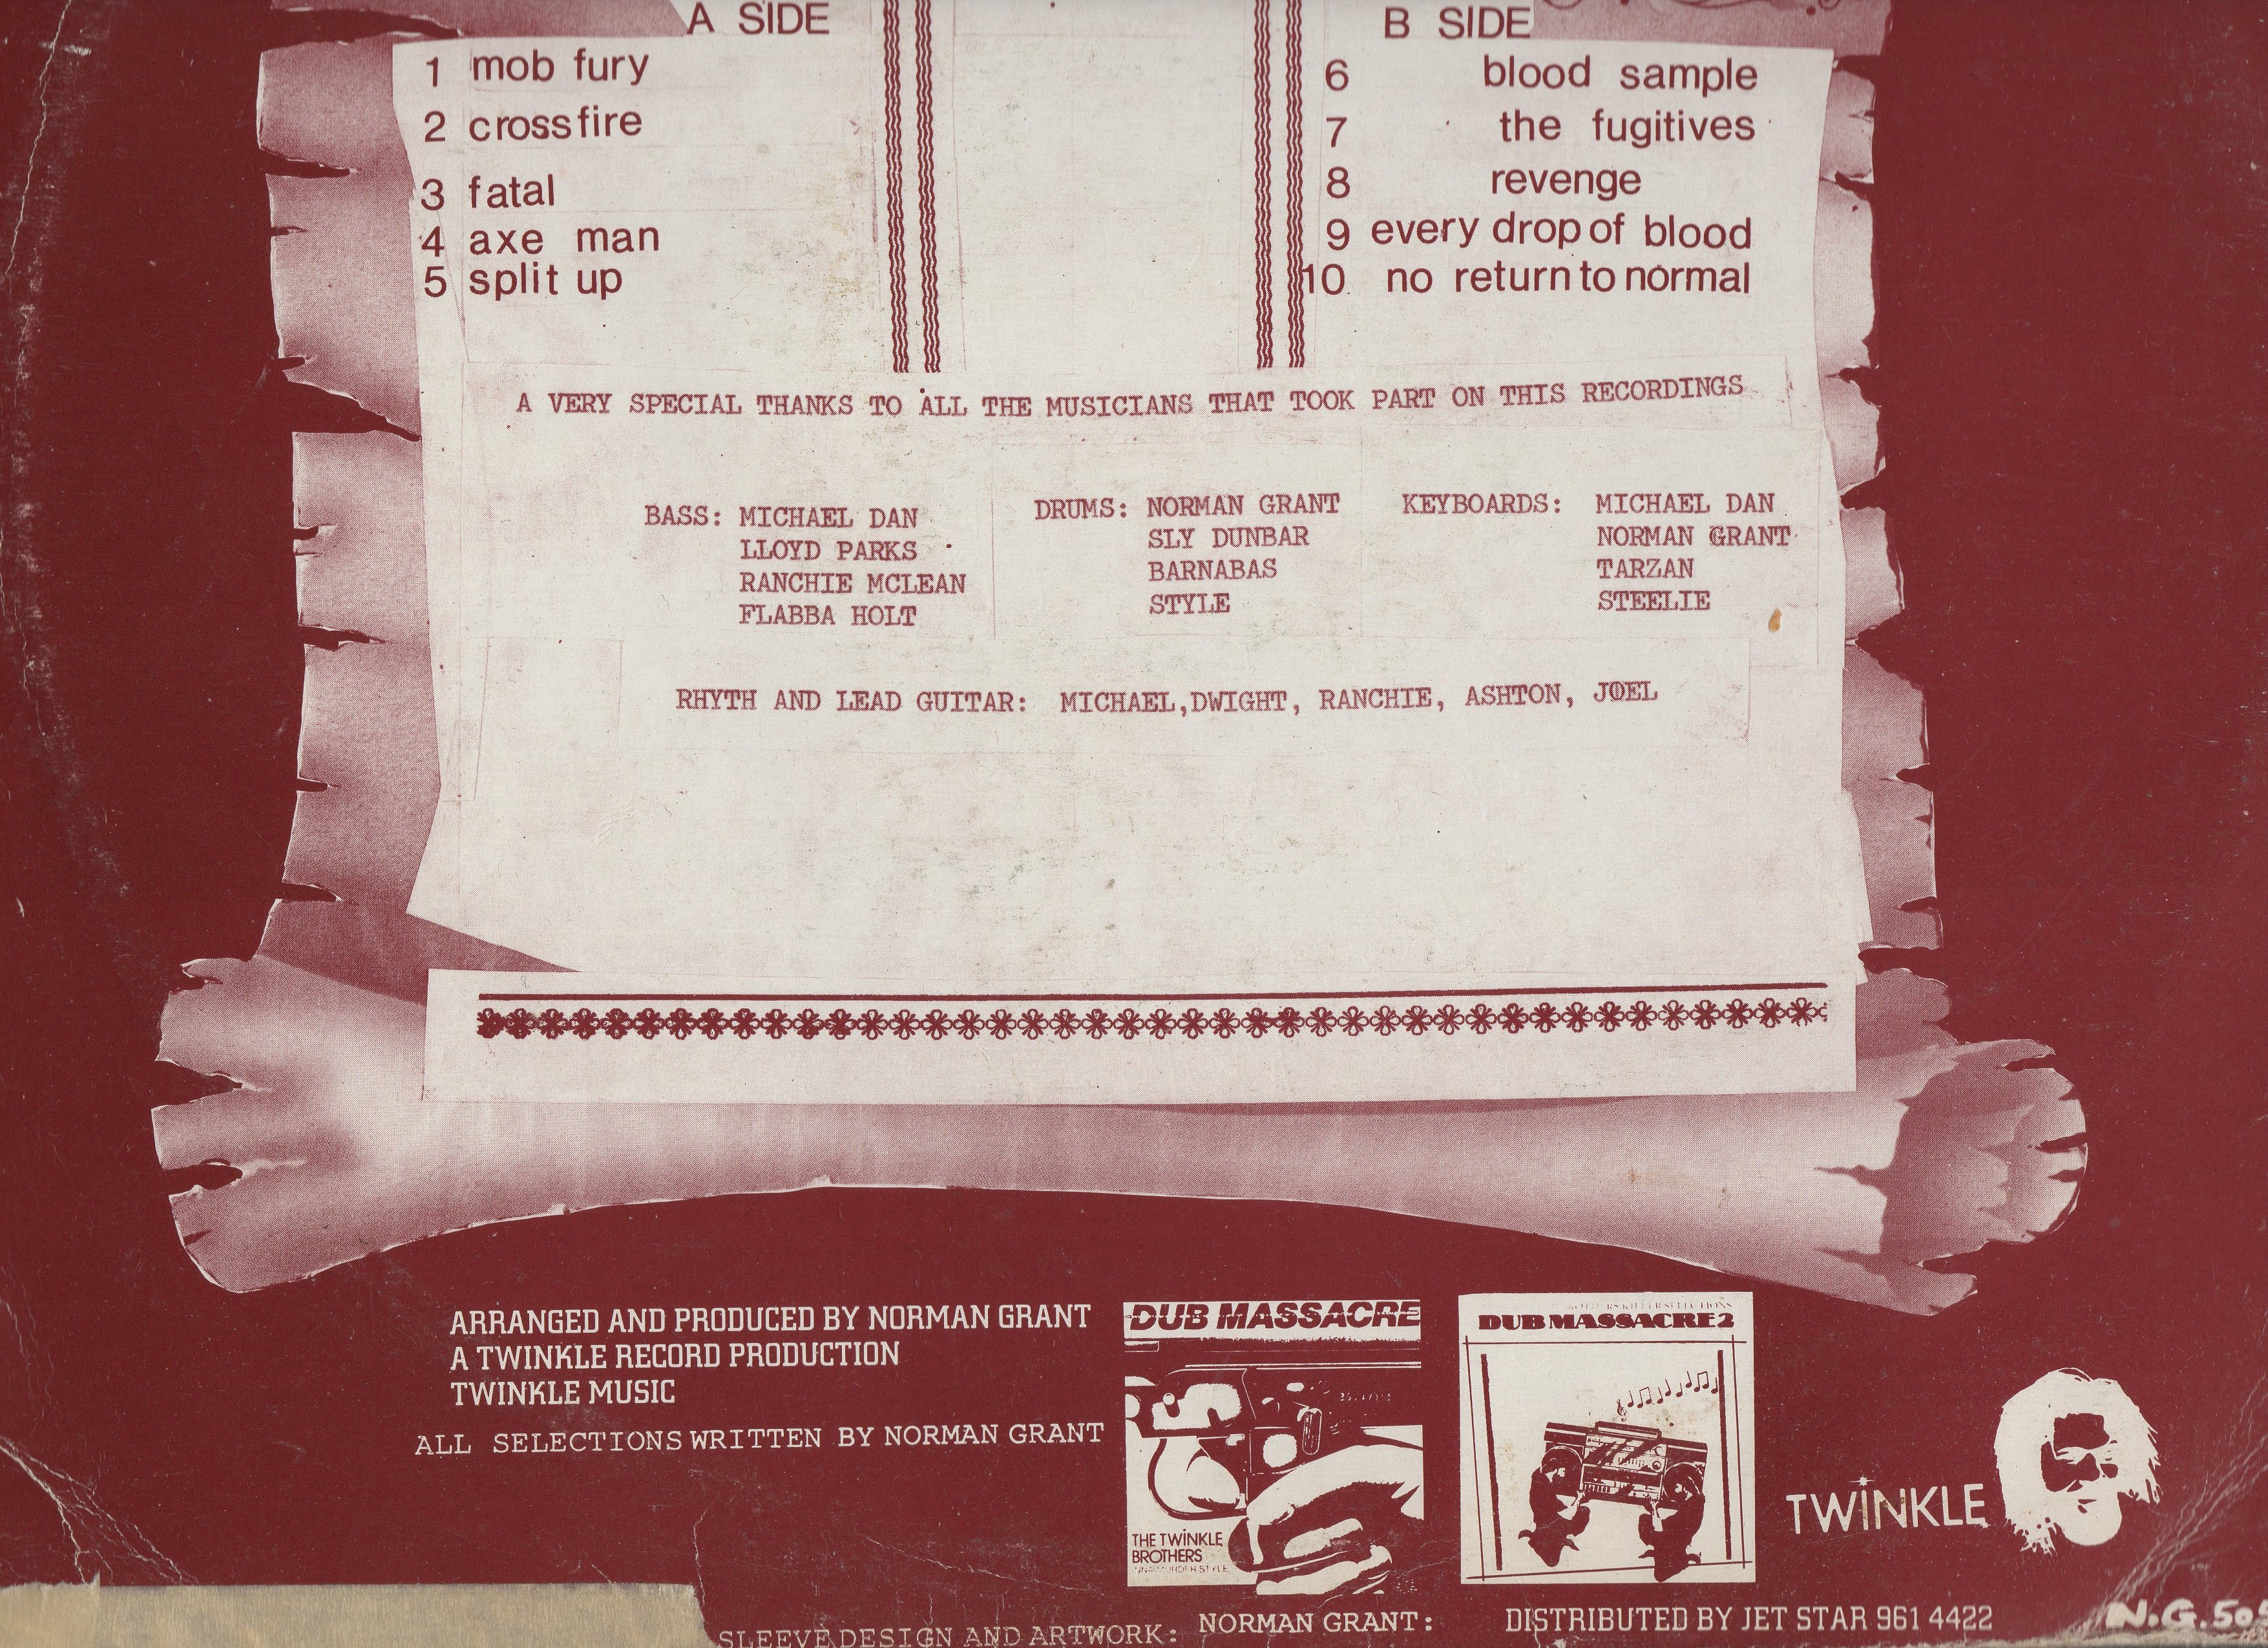 A SIDE
1 mob fury
2 crossfire
3 fatal
4 axe man
5 split up
B SIDE
6 blood sample
7 the fugitives
8 revenge
9 every drop of blood
10 no return to normal
A VERY SPECIAL THANKS TO ALL THE MUSICIANS THAT TOOK PART ON THIS RECORDINGS
BASS: MICHAEL DAN
LLOYD PARKS
RANCHIE MCLEAN
FLABBA HOLT
DRUMS: NORMAN GRANT
SLY DUNBAR
BARNABAS
STYLE
KEYBOARDS: MICHAEL DAN
NORMAN GRANT
TARZAN
STEELIE
RHYTH AND LEAD GUITAR: MICHAEL,DWIGHT, RANCHIE, ASHTON, JOEL
ARRANGED AND PRODUCED BY NORMAN GRANT
A TWINKLE RECORD PRODUCTION
TWINKLE MUSIC
ALL SELECTIONS WRITTEN BY NORMAN GRANT
DUB MASSACRE
THE TWINKLE
BROTHERS
MURDER STYLE
DUB MASSACRE 2
TWINKLE
SLEEVE DESIGN AND ARTWORK: NORMAN GRANT:
DISTRIBUTED BY JET STAR 961 4422
N.G.50